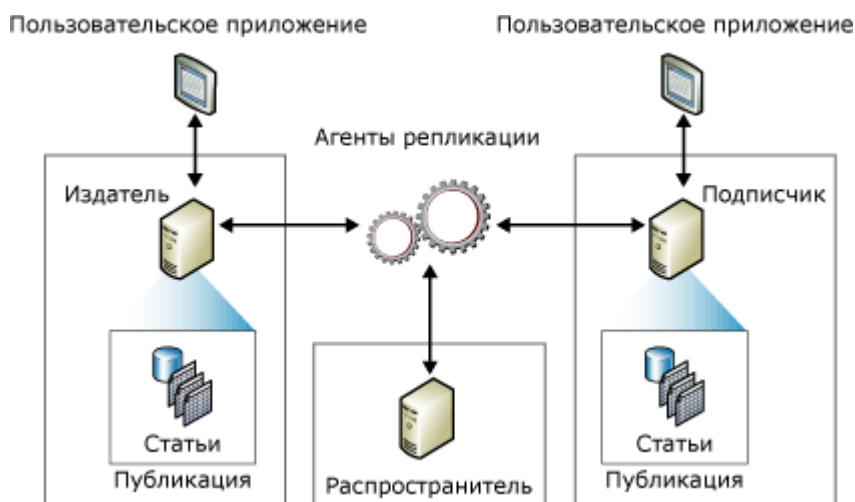 Пользовательское приложение
Пользовательское приложение
Агенты репликации
Издатель
Подписчик
Статьи
Публикация
Распространитель
Статьи
Публикация